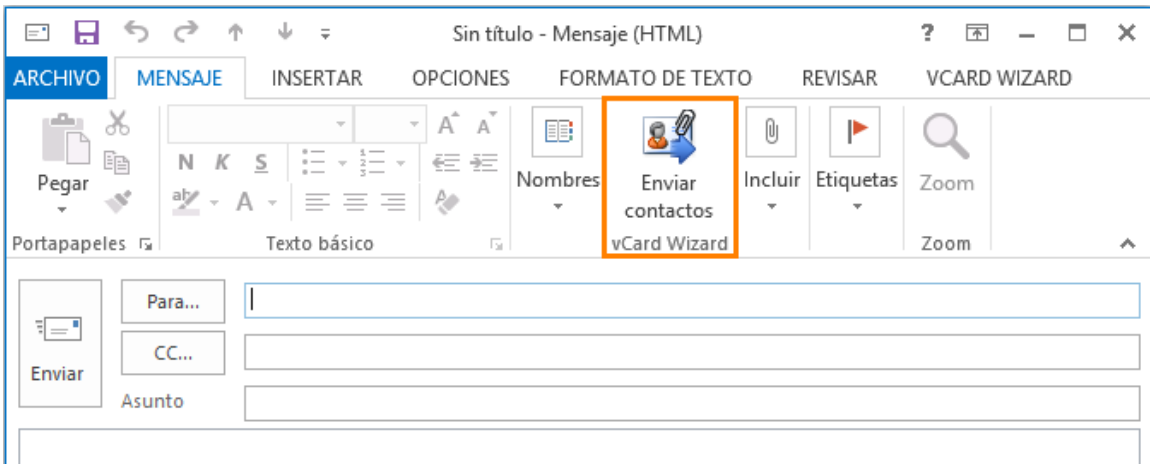 Sin título - Mensaje (HTML) ?
ARCHIVO MENSAJE INSERTAR OPCIONES FORMATO DE TEXTO REVISAR VCARD WIZARD
Pegar
N K S A A
aby A
Nombres
Enviar
contactos
Incluir
Etiquetas
Zoom
Portapapeles Texto básico vCard Wizard Zoom
Para...
CC...
Enviar
Asunto